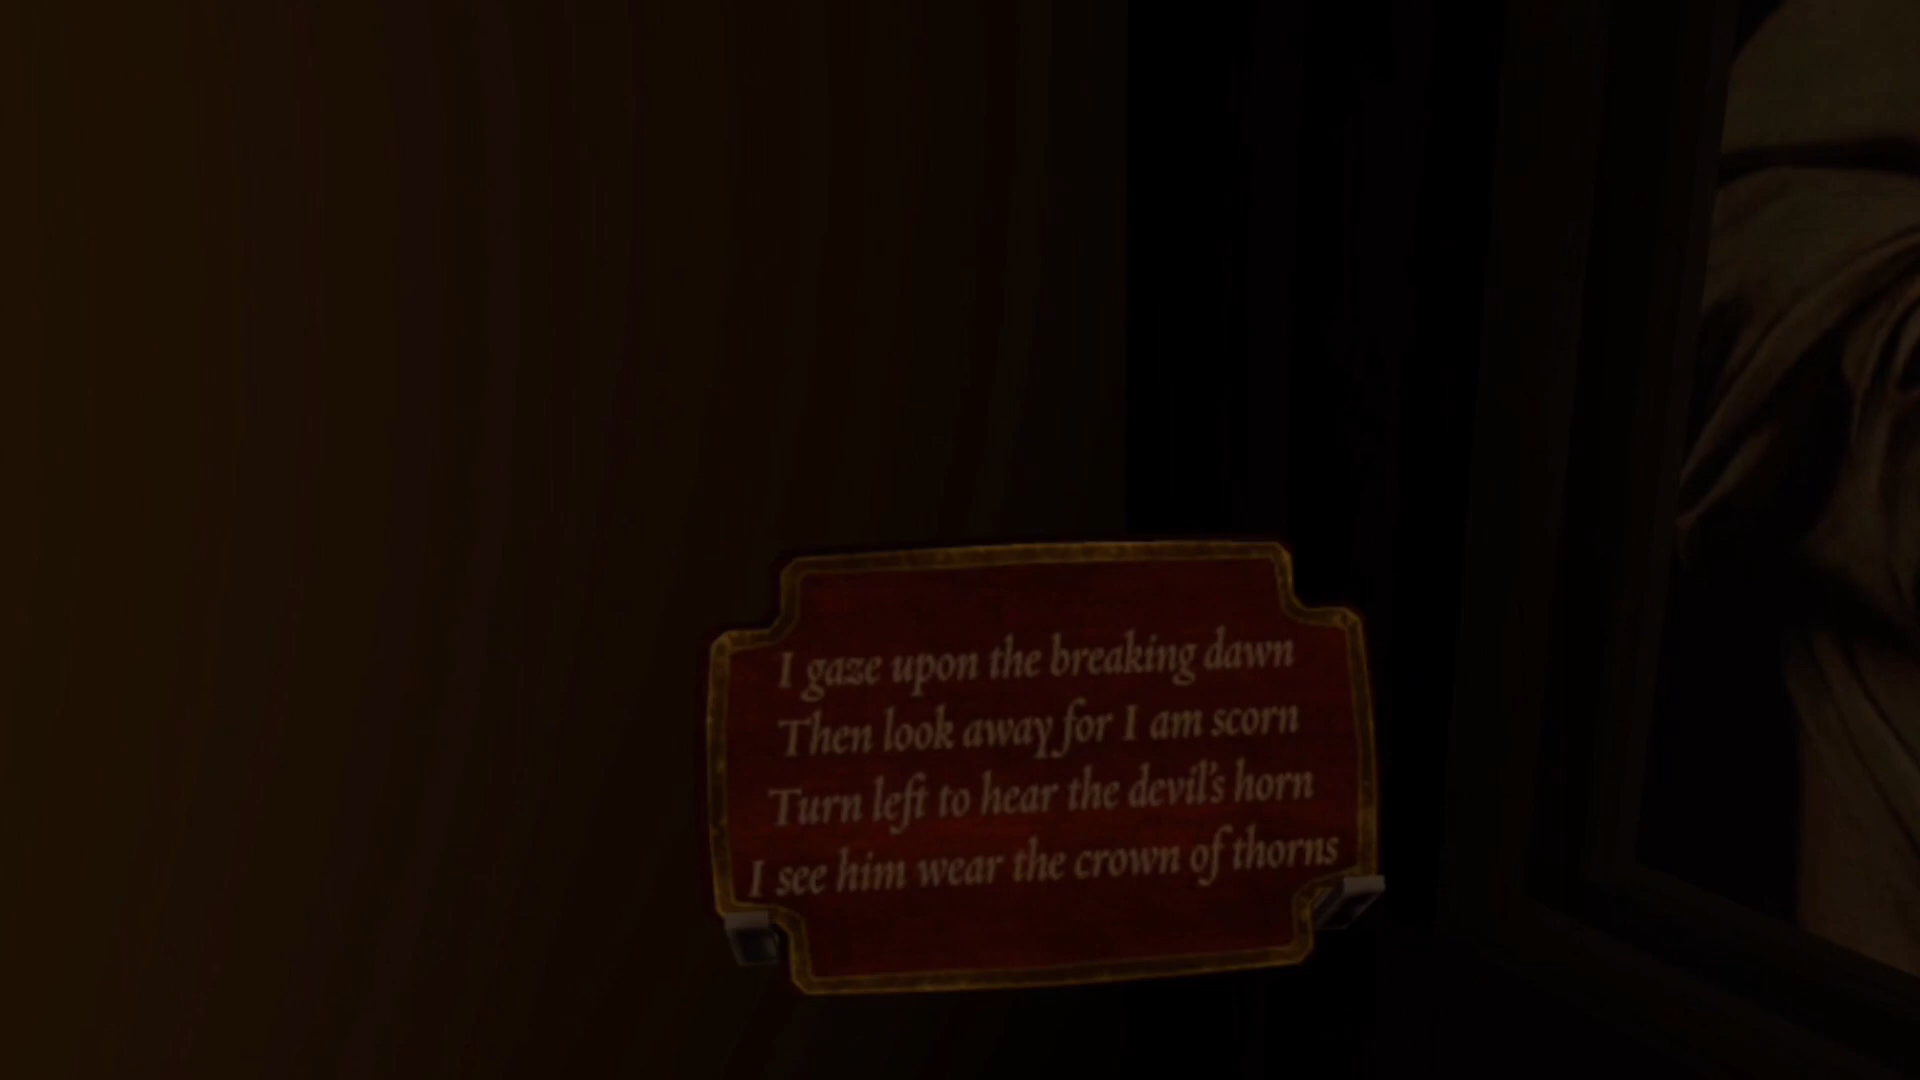 I gaze upon the breaking dawn
Then look away for I am scorn
Turn left to hear the devil's horn
I see him wear the crown of thorns